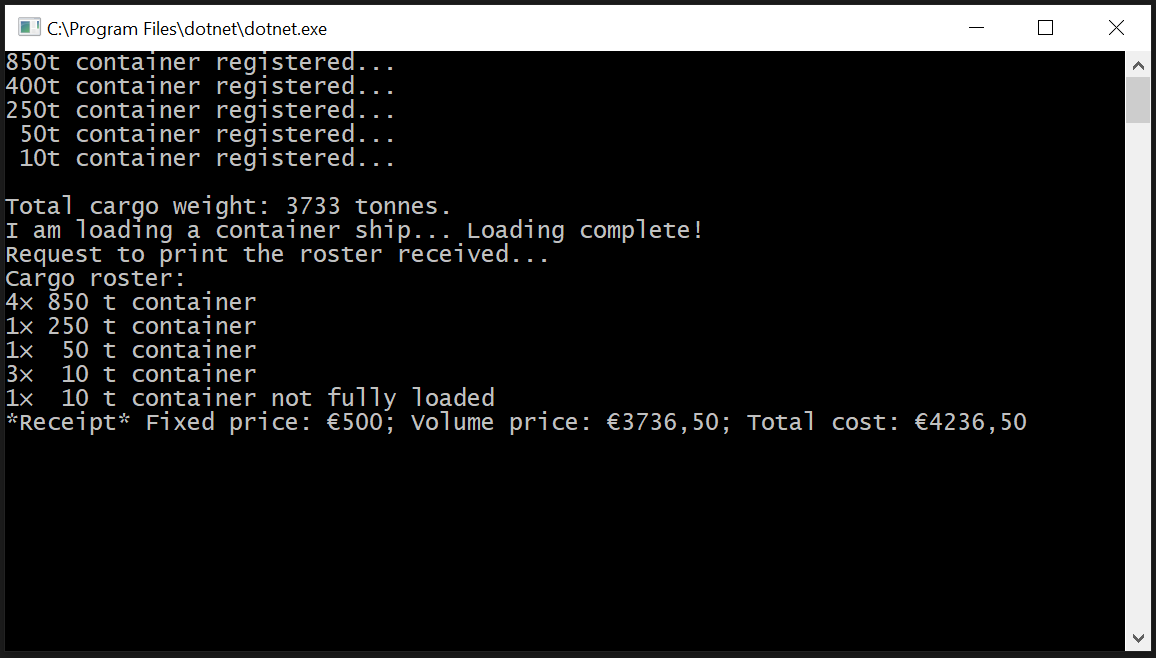 C:\Program Files\dotnet\dotnet.exe
850t container registered...
400t container registered...
250t container registered...
 50t container registered...
 10t container registered...

Total cargo weight: 3733 tonnes.
I am loading a container ship... Loading complete!
Request to print the roster received...
Cargo roster:
4× 850 t container
1× 250 t container
1×  50 t container
3×  10 t container
1×  10 t container not fully loaded
*Receipt* Fixed price: €500; Volume price: €3736,50; Total cost: €4236,50